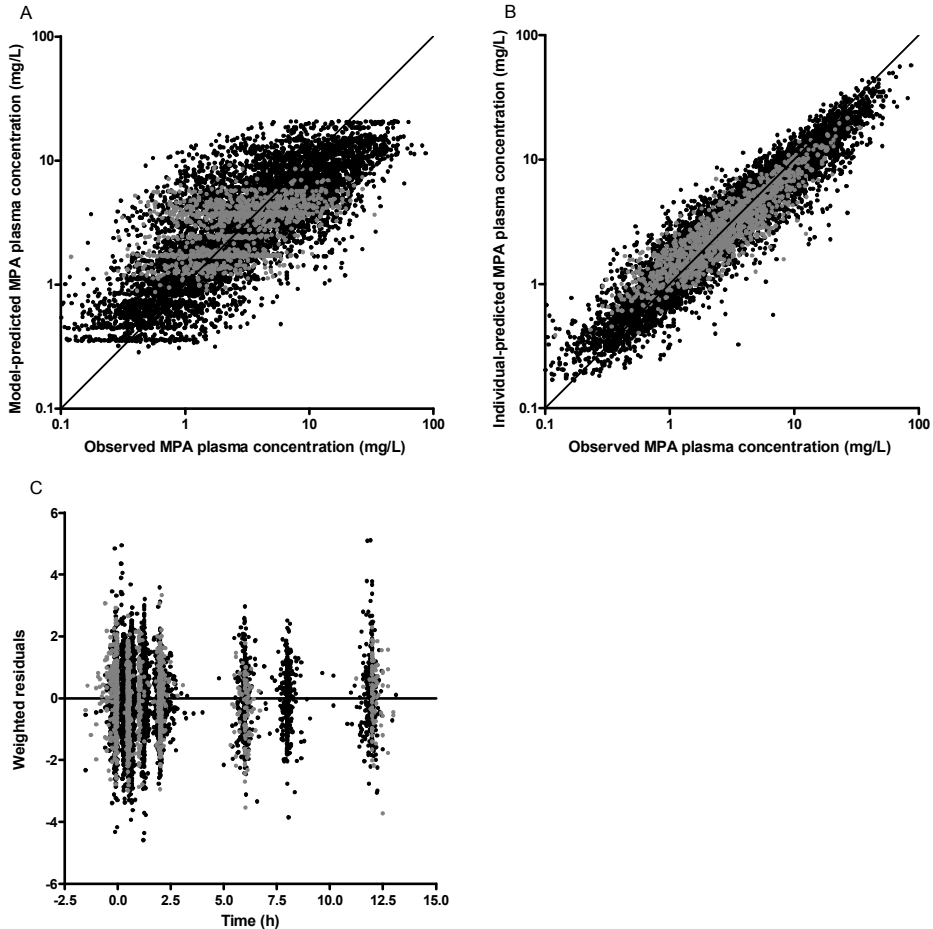 A
Model-predicted MPA plasma concentration (mg/L)
100
10
1
0.1
0.1 1 10 100
Observed MPA plasma concentration (mg/L)
B
Individual-predicted MPA plasma concentration (mg/L)
100
10
1
0.1
0.1 1 10 100
Observed MPA plasma concentration (mg/L)
C
Weighted residuals
6
4
2
0
-2
-4
-6
-2.5 0.0 2.5 5.0 7.5 10.0 12.5 15.0
Time (h)